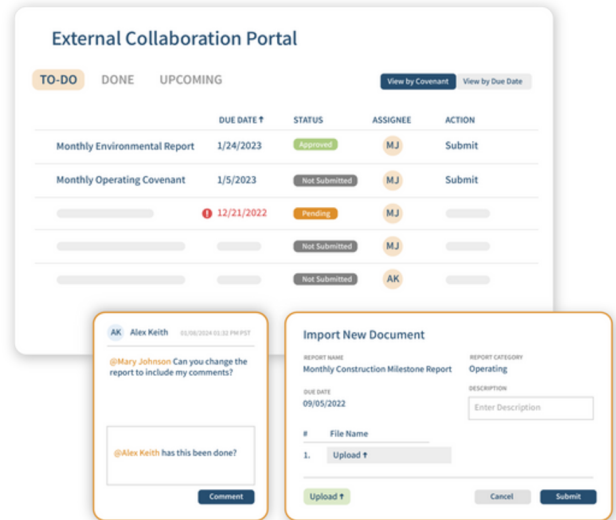 External Collaboration Portal
TO-DO DONE UPCOMING
View by Covenant View by Due Date
DUE DATE ↑ STATUS ASSIGNEE ACTION
Monthly Environmental Report 1/24/2023 Approved MJ Submit
Monthly Operating Covenant 1/5/2023 Not Submitted MJ Submit
! 12/21/2022 Pending MJ
Not Submitted MJ
Not Submitted AK
AK Alex Keith 01/08/2024 01:32 PM PST
@Mary Johnson Can you change the
report to include my comments?
@Alex Keith has this been done?
Comment
Import New Document
REPORT NAME REPORT CATEGORY
Monthly Construction Milestone Report Operating
DUE DATE DESCRIPTION
09/05/2022 Enter Description
# File Name
1. Upload ↑
Upload ↑ Cancel Submit